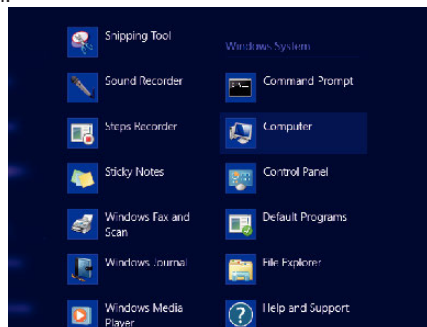 Snipping Tool
Sound Recorder
Steps Recorder
Sticky Notes
Windows Fax and
Scan
Windows Journal
Windows Media
Player
Windows System
Command Prompt
Computer
Control Panel
Default Programs
File Explorer
Help and Support